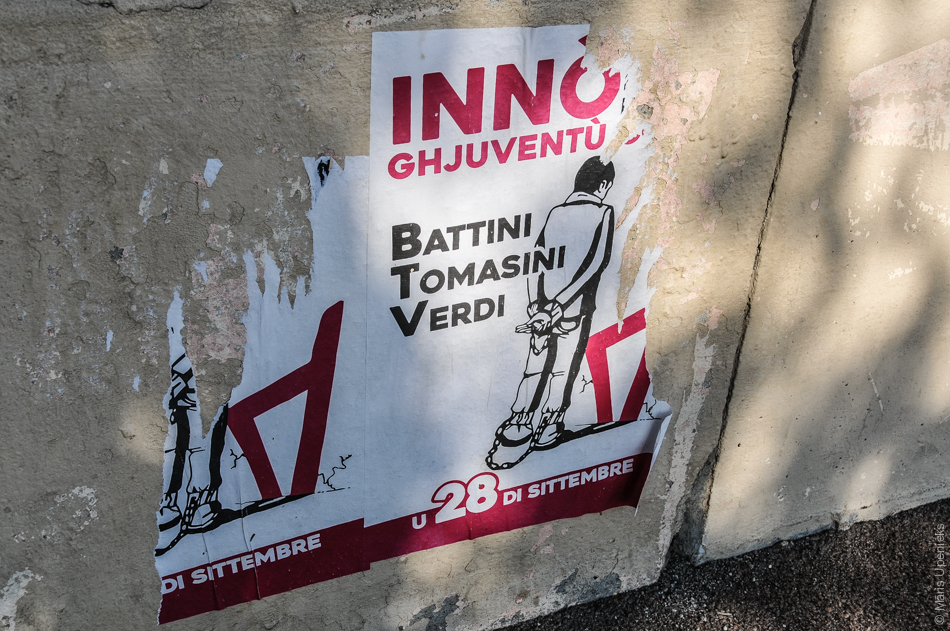 INNÒ
GHJUVENTÙ
BATTINI
TOMASINI
VERDI
U 28 DI SITTEMBRE
DI SITTEMBRE